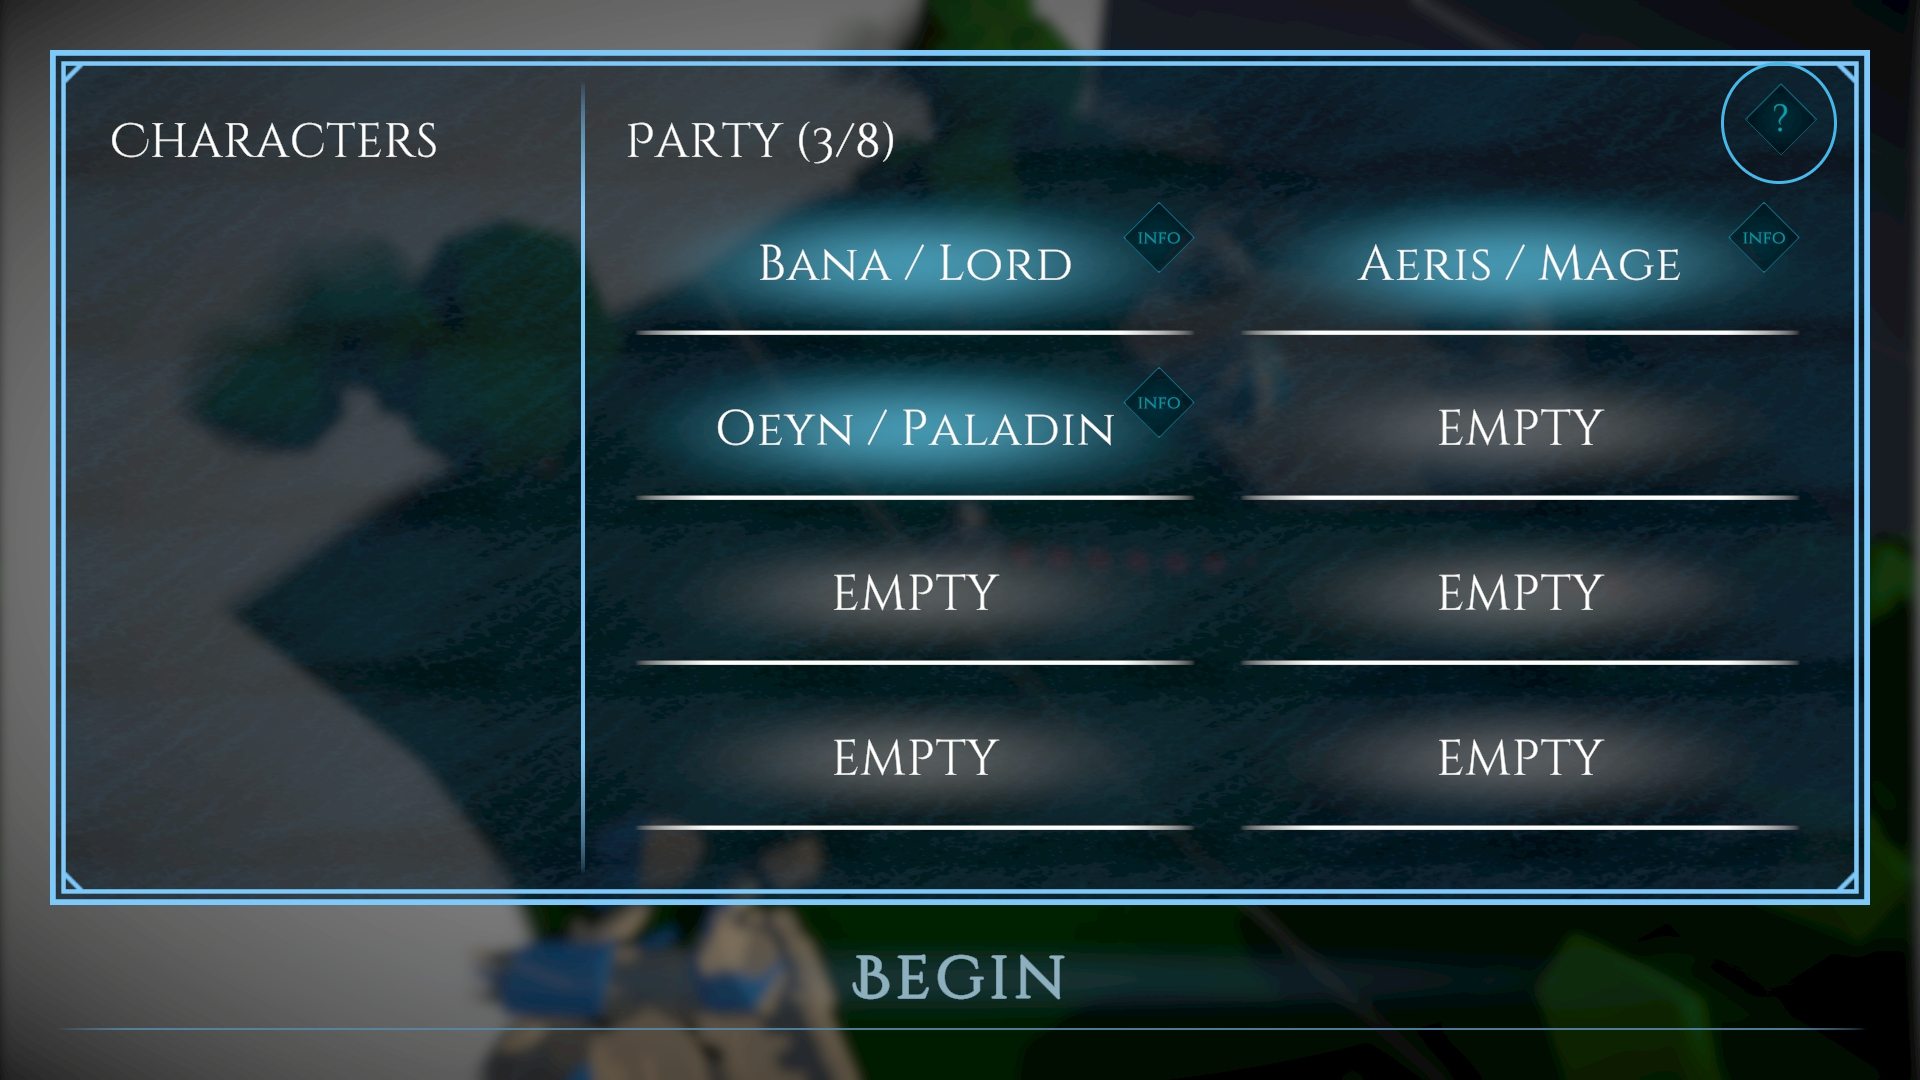 Characters
Party (3/8)
?
Bana / Lord
INFO
Aeris / Mage
INFO
Oeyn / Paladin
INFO
EMPTY
EMPTY
EMPTY
EMPTY
EMPTY
Begin